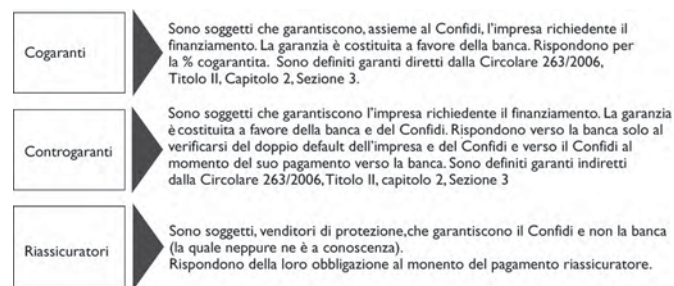 Cogaranti
Sono soggetti che garantiscono, assieme al Confidi, l'impresa richiedente il
finanziamento. La garanzia è costituita a favore della banca. Rispondono per
la % cogarantita. Sono definiti garanti diretti dalla Circolare 263/2006,
Titolo II, Capitolo 2, Sezione 3.
Controgaranti
Sono soggetti che garantiscono l'impresa richiedente il finanziamento. La garanzia
è costituita a favore della banca e del Confidi. Rispondono verso la banca solo al
verificarsi del doppio default dell'impresa e del Confidi e verso il Confidi al
momento del suo pagamento verso la banca. Sono definiti garanti indiretti
dalla Circolare 263/2006, Titolo II, capitolo 2, Sezione 3
Riassicuratori
Sono soggetti, venditori di protezione, che garantiscono il Confidi e non la banca
(la quale neppure ne è a conoscenza).
Rispondono della loro obbligazione al monento del pagamento riassicuratore.